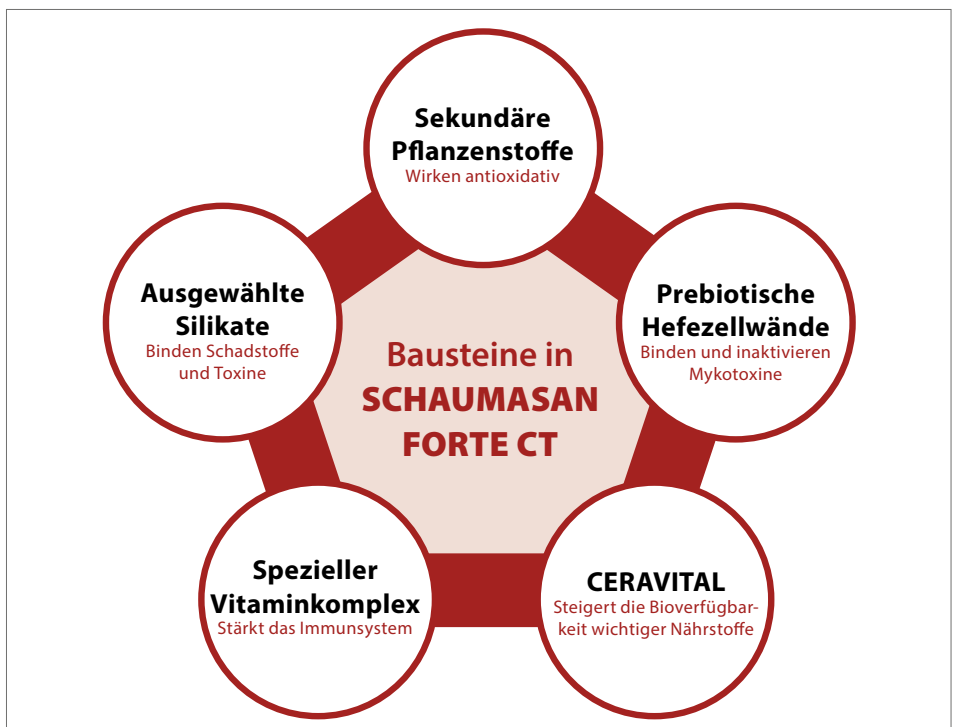 Sekundäre
Pflanzenstoffe
Wirken antioxidativ
Ausgewählte
Silikate
Binden Schadstoffe
und Toxine
Prebiotische
Hefezellwände
Binden und inaktivieren
Mykotoxine
Bausteine in
SCHAUMASAN
FORTE CT
Spezieller
Vitaminkomplex
Stärkt das Immunsystem
CERAVITAL
Steigert die Bioverfügbar-
keit wichtiger Nährstoffe